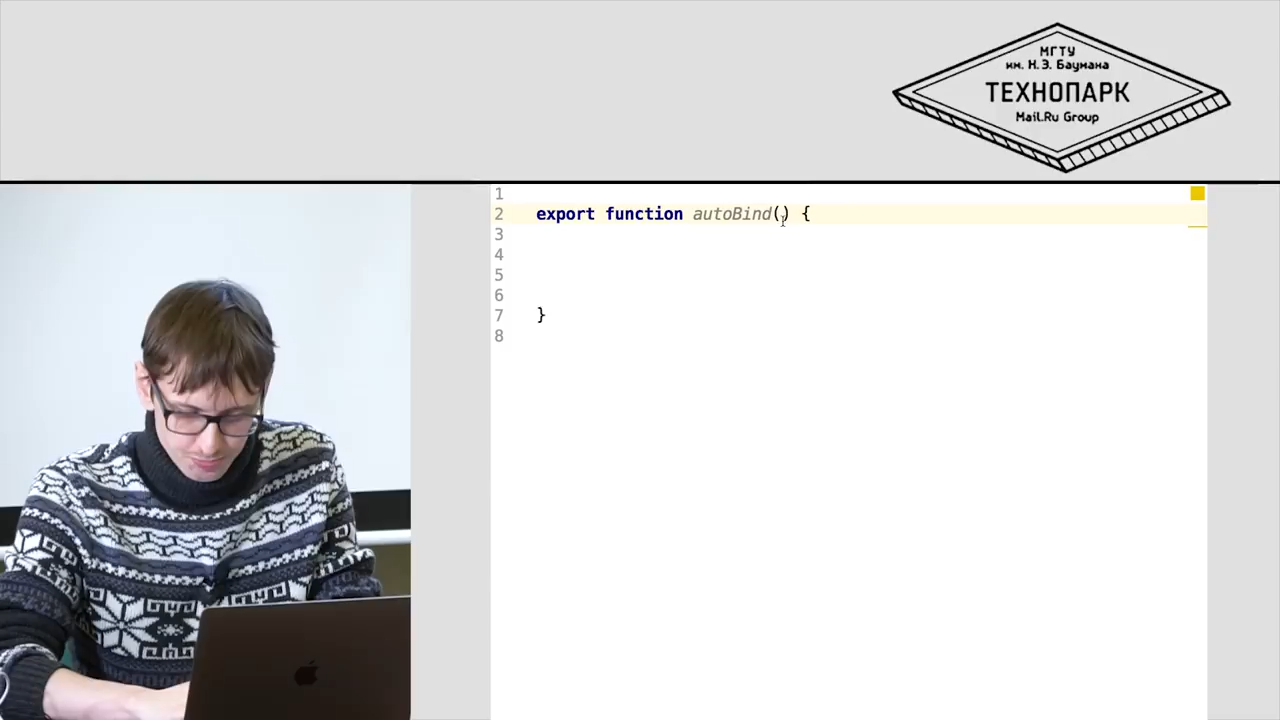 МГТУ
им. Н.Э. Баумана
ТЕХНОПАРК
Mail.Ru Group
1
2 export function autoBind() {
3
4
5
6
7 }
8